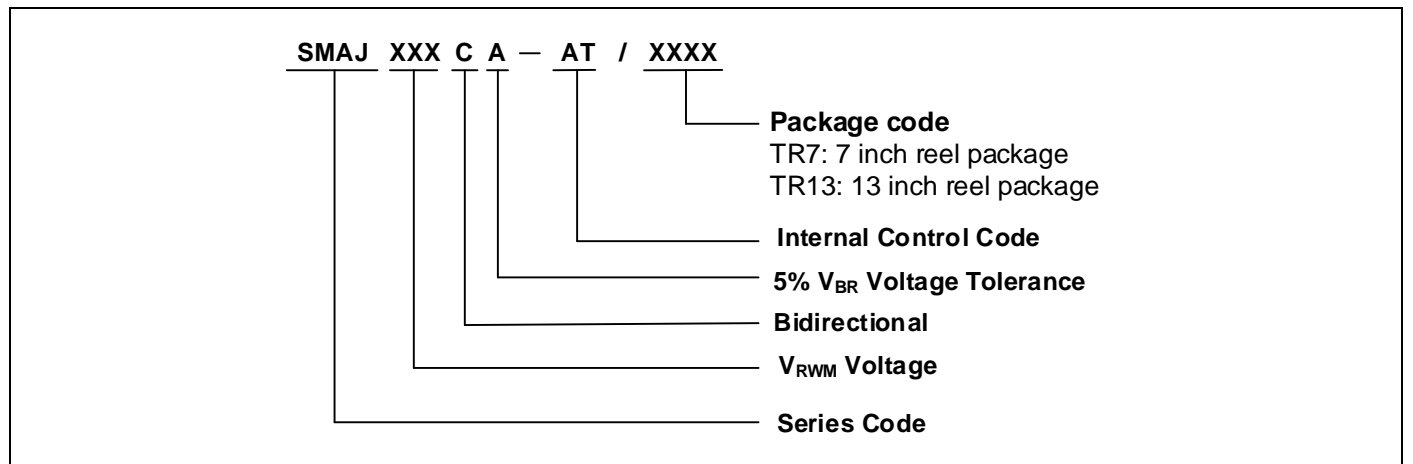 SMAJ XXX C A — AT / XXXX
Package code
TR7: 7 inch reel package
TR13: 13 inch reel package
Internal Control Code
5% VBR Voltage Tolerance
Bidirectional
VRWM Voltage
Series Code